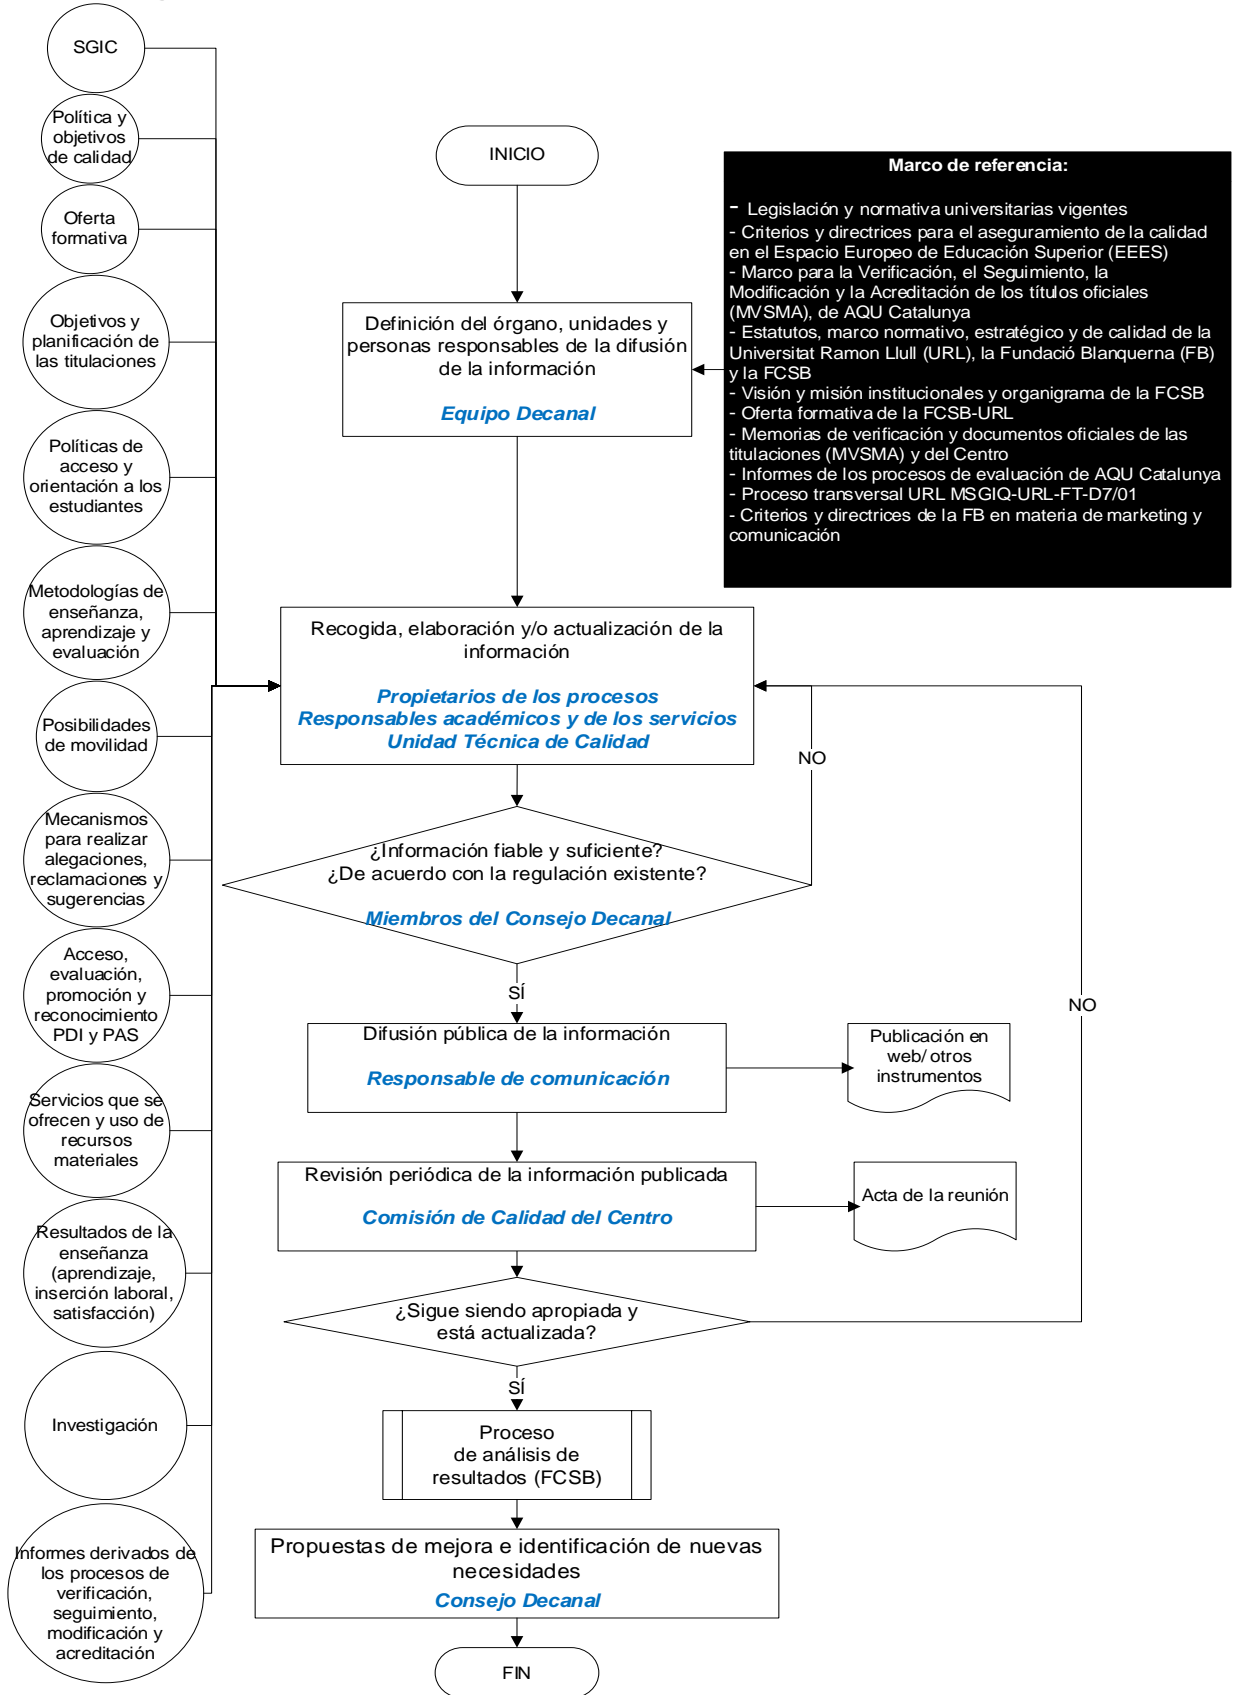 SGIC
Política y
objetivos
de calidad
Oferta
formativa
Objetivos y
planificación de
las titulaciones
Políticas de
acceso y
orientación a los
estudiantes
Metodologías de
enseñanza,
aprendizaje y
evaluación
Posibilidades
de movilidad
Mecanismos
para realizar
alegaciones,
reclamaciones y
sugerencias
Acceso,
evaluación,
promoción y
reconocimiento
PDI y PAS
Servicios que se
ofrecen y uso de
recursos
materiales
Resultados de la
enseñanza
(aprendizaje,
inserción laboral,
satisfacción)
Investigación
Informes derivados de
los procesos de
verificación,
seguimiento,
modificación y
acreditación
INICIO
Definición del órgano, unidades y
personas responsables de la difusión
de la información
Equipo Decanal
Marco de referencia:
- Legislación y normativa universitarias vigentes
- Criterios y directrices para el aseguramiento de la calidad
en el Espacio Europeo de Educación Superior (EEES)
- Marco para la Verificación, el Seguimiento, la
Modificación y la Acreditación de los títulos oficiales
(MVSMA), de AQU Catalunya
- Estatutos, marco normativo, estratégico y de calidad de la
Universitat Ramon Llull (URL), la Fundació Blanquerna (FB)
y la FCSB
- Visión y misión institucionales y organigrama de la FCSB
- Oferta formativa de la FCSB-URL
- Memorias de verificación y documentos oficiales de las
titulaciones (MVSMA) y del Centro
- Informes de los procesos de evaluación de AQU Catalunya
- Proceso transversal URL MSGIQ-URL-FT-D7/01
- Criterios y directrices de la FB en materia de marketing y
comunicación
Recogida, elaboración y/o actualización de la
información
Propietarios de los procesos
Responsables académicos y de los servicios
Unidad Técnica de Calidad
NO
¿Información fiable y suficiente?
¿De acuerdo con la regulación existente?
Miembros del Consejo Decanal
SÍ
NO
Difusión pública de la información
Responsable de comunicación
Publicación en
web/ otros
instrumentos
Revisión periódica de la información publicada
Comisión de Calidad del Centro
Acta de la reunión
¿Sigue siendo apropiada y
está actualizada?
SÍ
Proceso
de análisis de
resultados (FCSB)
Propuestas de mejora e identificación de nuevas
necesidades
Consejo Decanal
FIN